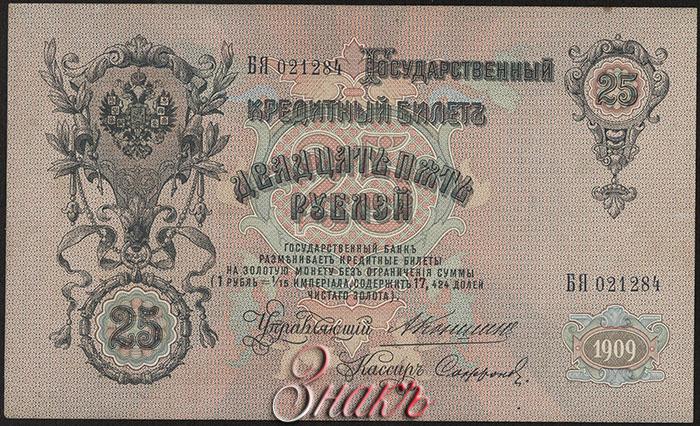 БЯ 021284
Государственный
25
Кредитный Билетъ
Двадцать пять
25
рублей
Государственный банкъ
размѣниваетъ кредитные билеты
на золотую монету безъ ограниченія суммы
(1 рубль = 1/15 имперіала, содержитъ 17,424 долей
чистаго золота).
БЯ 021284
25
Управляющій
1909
Кассиръ
Знакъ